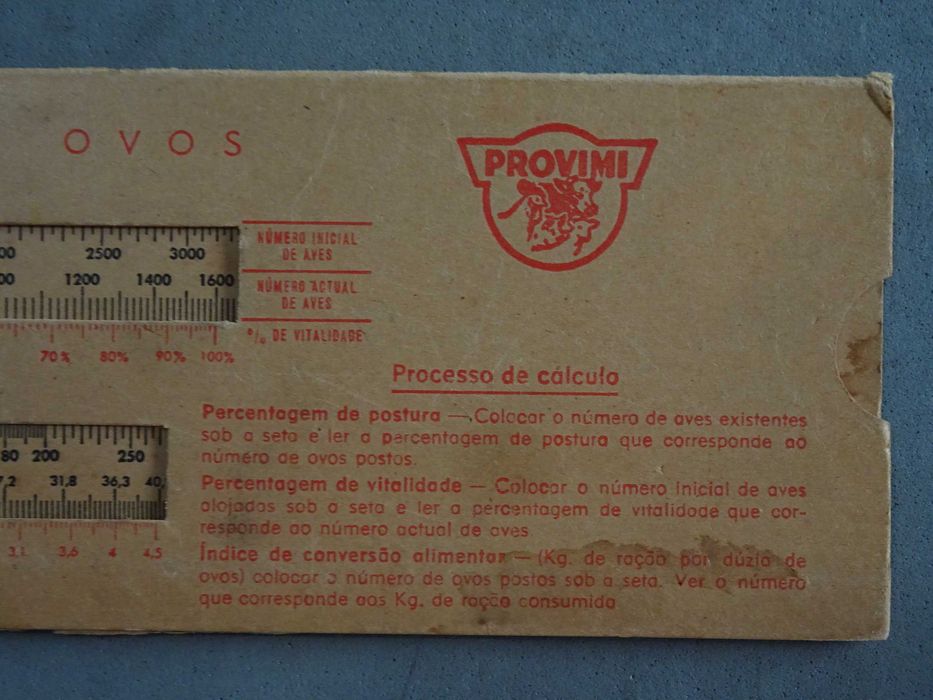 OVOS
PROVIMI
2500 3000
NÚMERO INICIAL
DE AVES
1200 1400 1600
NÚMERO ACTUAL
DE AVES
% DE VITALIDADE
70% 80% 90% 100%
Processo de cálculo
Percentagem de postura — Colocar o número de aves existentes
sob a seta e ler a percentagem de postura que corresponde ao
número de ovos postos.
Percentagem de vitalidade — Colocar o número inicial de aves
alojadas sob a seta e ler a percentagem de vitalidade que cor-
responde ao número actual de aves
Índice de conversão alimentar — (Kg. de ração por dúzia de
ovos) colocar o número de ovos postos sob a seta. Ver o número
que corresponde aos Kg. de ração consumida
80 200 250
31,8 36,3 40,
3,1 3,6 4 4,5